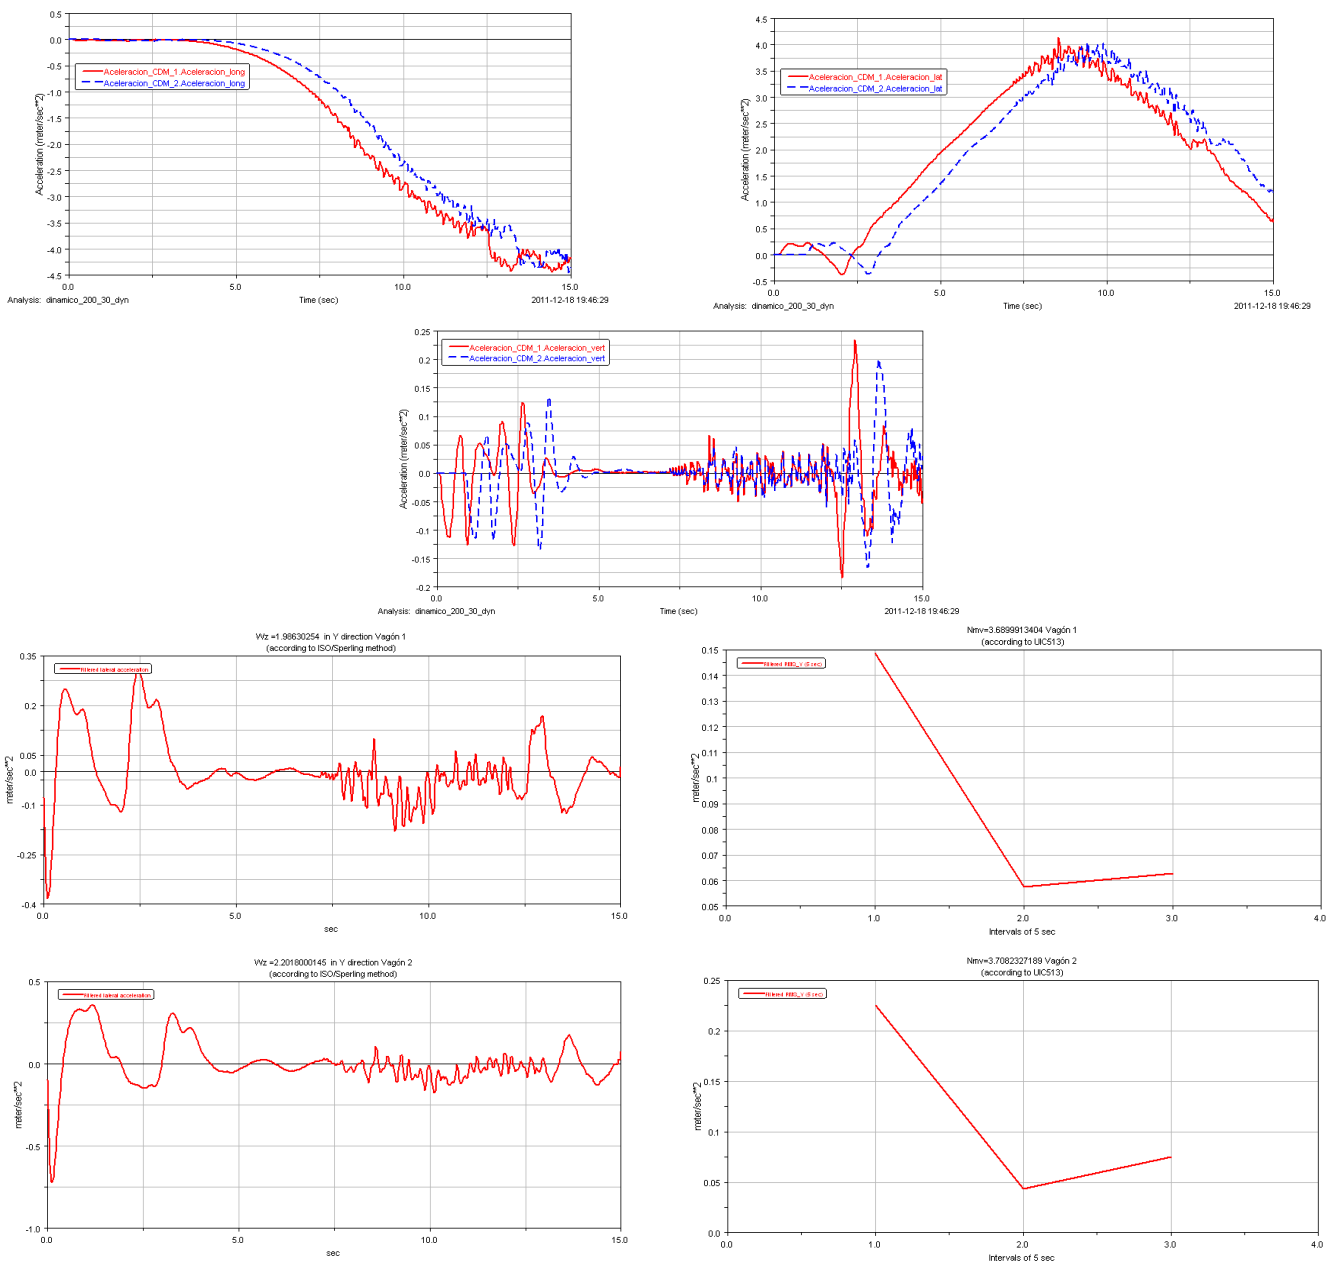 0.5
0.0
-0.5
-1.0
-1.5
-2.0
-2.5
-3.0
-3.5
-4.0
-4.5
Acceleration (meter/sec**2)
Aceleracion_CDM_1.Aceleracion_long
Aceleracion_CDM_2.Aceleracion_long
0.0 5.0 10.0 15.0
Analysis: dinamico_200_30_dyn Time (sec) 2011-12-18 19:46:29
4.5
4.0
3.5
3.0
2.5
2.0
1.5
1.0
0.5
0.0
-0.5
Acceleration (meter/sec**2)
Aceleracion_CDM_1.Aceleracion_lat
Aceleracion_CDM_2.Aceleracion_lat
0.0 5.0 10.0 15.0
Analysis: dinamico_200_30_dyn Time (sec) 2011-12-18 19:46:29
0.25
0.2
0.15
0.1
0.05
0.0
-0.05
-0.1
-0.15
-0.2
Acceleration (meter/sec**2)
Aceleracion_CDM_1.Aceleracion_vert
Aceleracion_CDM_2.Aceleracion_vert
0.0 5.0 10.0 15.0
Analysis: dinamico_200_30_dyn Time (sec) 2011-12-18 19:46:29
Wz =1.98630254 in Y direction Vagón 1
(according to ISO/Sperling method)
0.35
0.2
0.05
0.0
-0.1
-0.25
-0.4
meter/sec**2
Filtered lateral acceleration
0.0 5.0 10.0 15.0
sec
Nmv=3.6899913404 Vagón 1
(according to UIC513)
0.15
0.14
0.13
0.12
0.11
0.1
0.09
0.08
0.07
0.06
0.05
meter/sec**2
Filtered RMQ_Y (5 sec)
0.0 1.0 2.0 3.0 4.0
Intervals of 5 sec
Wz =2.2018000145 in Y direction Vagón 2
(according to ISO/Sperling method)
0.5
0.0
-0.5
-1.0
meter/sec**2
Filtered lateral acceleration
0.0 5.0 10.0 15.0
sec
Nmv=3.7082327189 Vagón 2
(according to UIC513)
0.25
0.2
0.15
0.1
0.05
0.0
meter/sec**2
0.0 1.0 2.0 3.0 4.0
Intervals of 5 sec